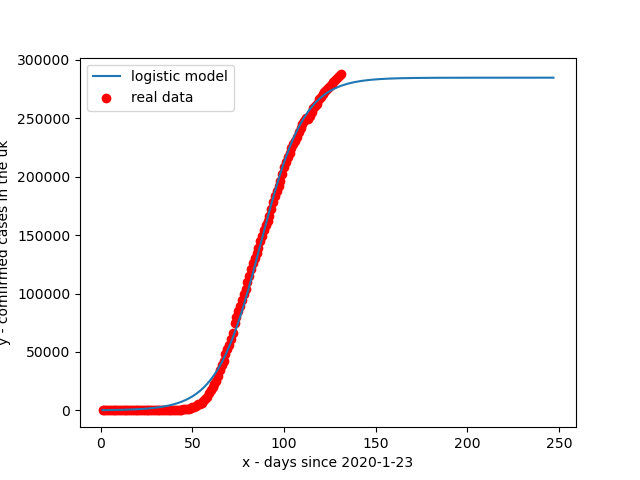 300000
250000
200000
150000
100000
50000
0
y - comfirmed cases in the uk
logistic model
real data
0 50 100 150 200 250
x - days since 2020-1-23